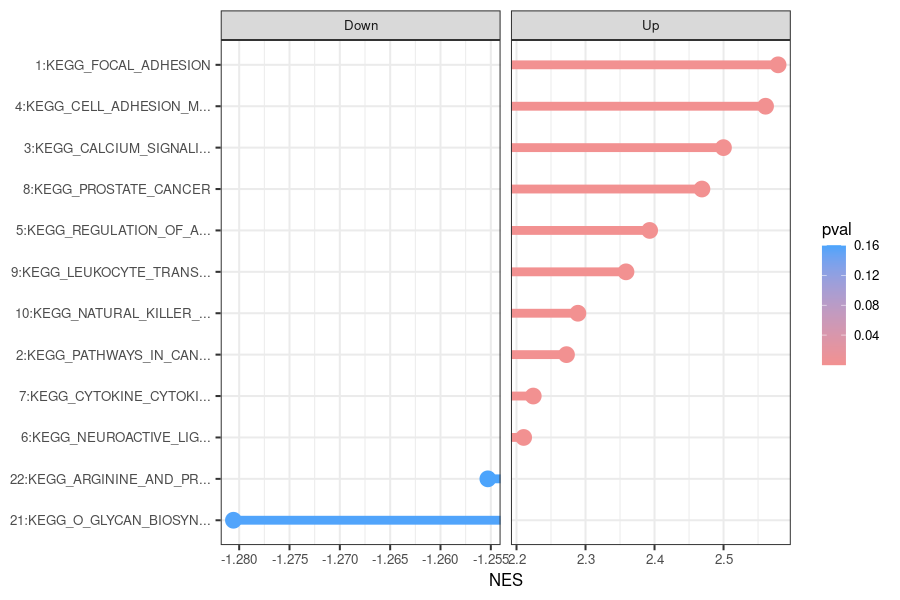 Down
Up
1:KEGG_FOCAL_ADHESION
4:KEGG_CELL_ADHESION_M...
3:KEGG_CALCIUM_SIGNALI...
8:KEGG_PROSTATE_CANCER
5:KEGG_REGULATION_OF_A...
9:KEGG_LEUKOCYTE_TRANS...
10:KEGG_NATURAL_KILLER_...
2:KEGG_PATHWAYS_IN_CAN...
7:KEGG_CYTOKINE_CYTOKI...
6:KEGG_NEUROACTIVE_LIG...
22:KEGG_ARGININE_AND_PR...
21:KEGG_O_GLYCAN_BIOSYN...
-1.280 -1.275 -1.270 -1.265 -1.260 -1.255 2.2 2.3 2.4 2.5
NES
pval
0.16
0.12
0.08
0.04